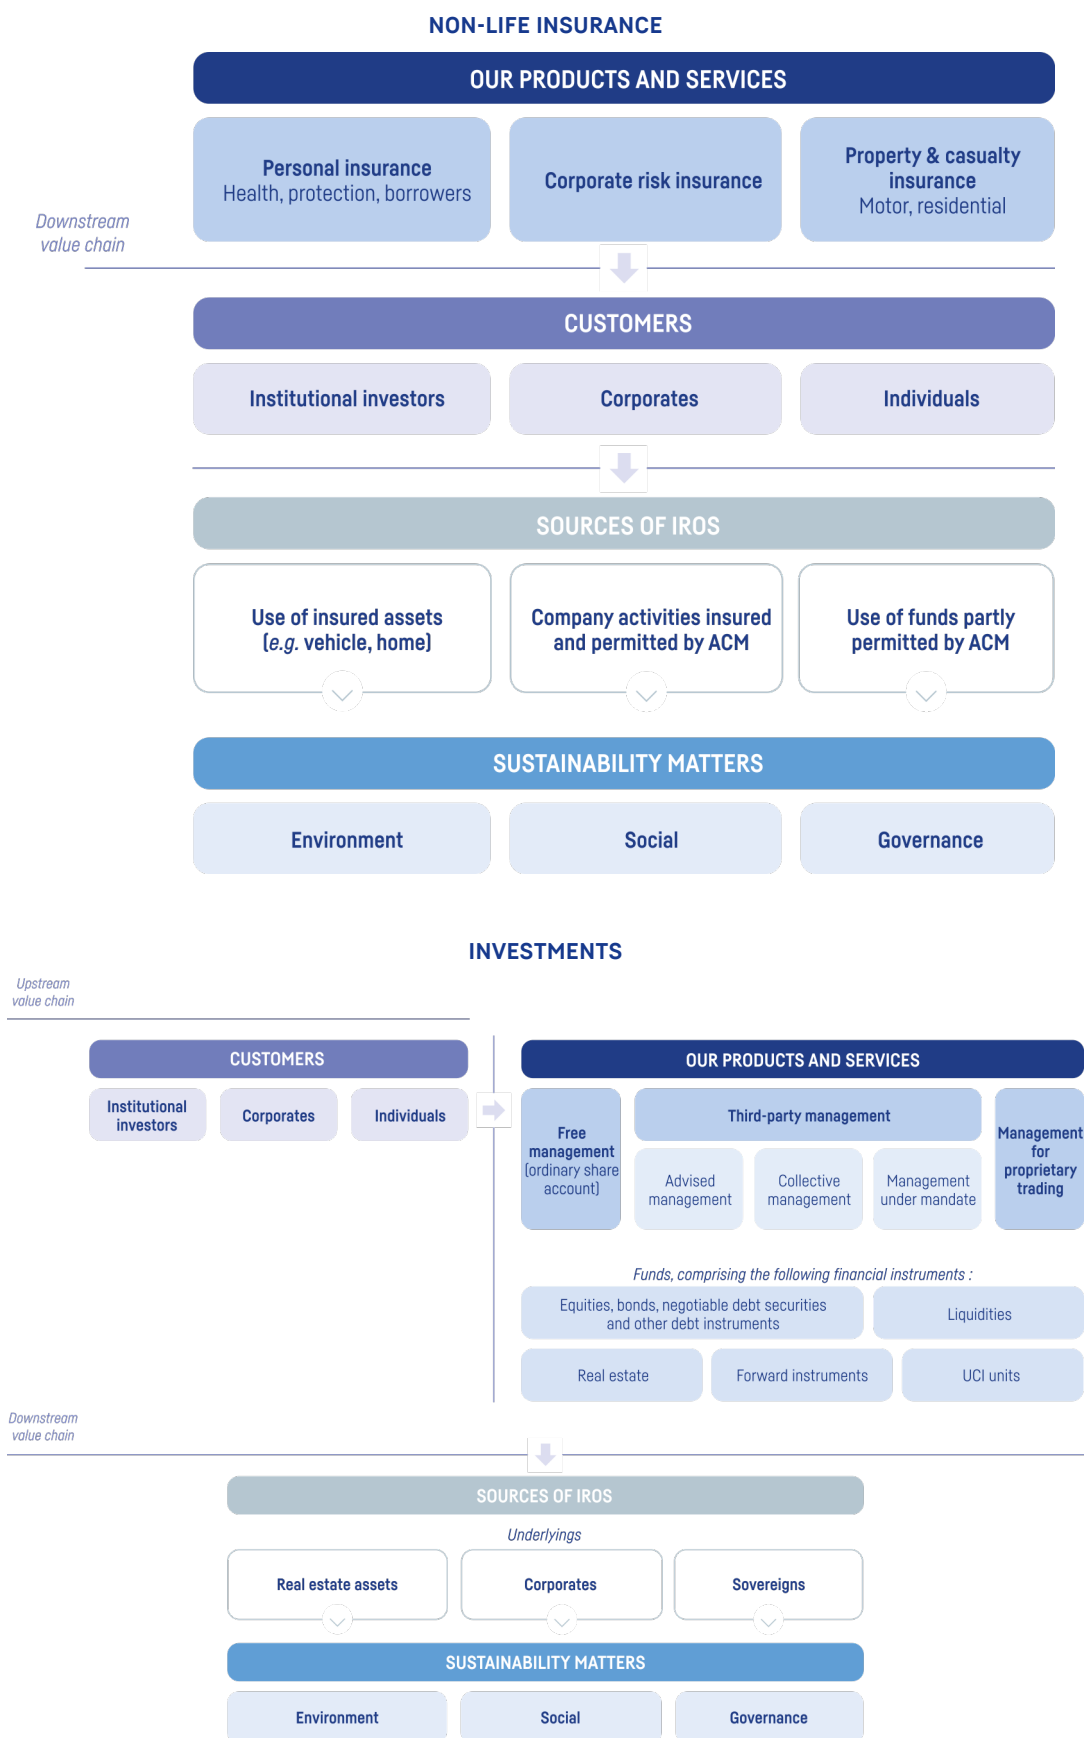 NON-LIFE INSURANCE
OUR PRODUCTS AND SERVICES
Personal insurance
Health, protection, borrowers
Corporate risk insurance
Property & casualty
insurance
Motor, residential
Downstream
value chain
CUSTOMERS
Institutional investors
Corporates
Individuals
SOURCES OF IROS
Use of insured assets
(e.g. vehicle, home)
Company activities insured
and permitted by ACM
Use of funds partly
permitted by ACM
SUSTAINABILITY MATTERS
Environment
Social
Governance
INVESTMENTS
Upstream
value chain
CUSTOMERS
Institutional
investors
Corporates
Individuals
OUR PRODUCTS AND SERVICES
Free
management
(ordinary share
account)
Third-party management
Advised
management
Collective
management
Management
under mandate
Management
for
proprietary
trading
Funds, comprising the following financial instruments :
Equities, bonds, negotiable debt securities
and other debt instruments
Liquidities
Real estate
Forward instruments
UCI units
Downstream
value chain
SOURCES OF IROS
Underlyings
Real estate assets
Corporates
Sovereigns
SUSTAINABILITY MATTERS
Environment
Social
Governance